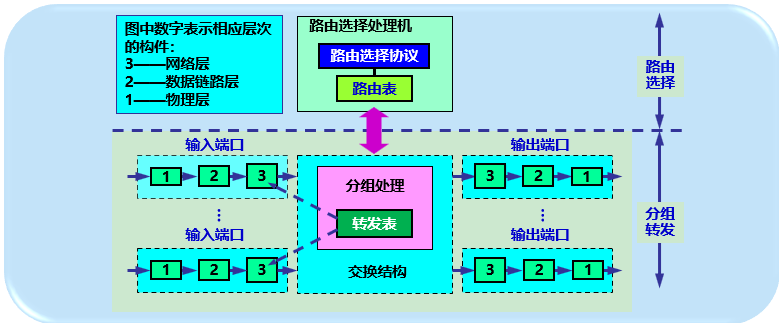 图中数字表示相应层次
的构件：
3——网络层
2——数据链路层
1——物理层
路由选择处理机
路由选择协议
路由表
路由
选择
输入端口
1
2
3
⋮
输入端口
1
2
3
分组处理
转发表
交换结构
输出端口
3
2
1
⋮
输出端口
3
2
1
分组
转发